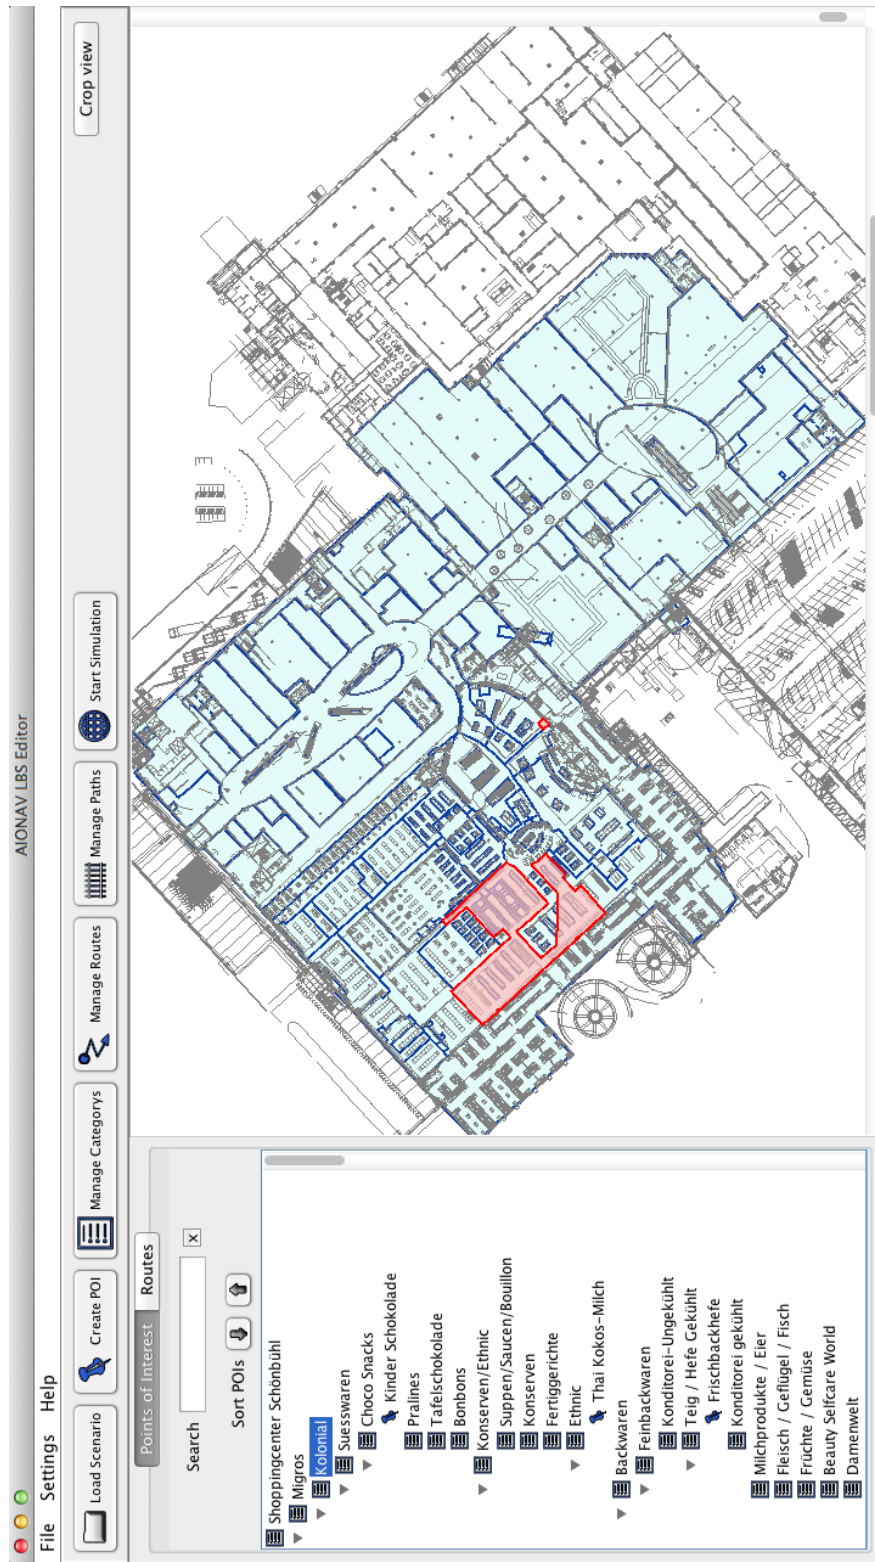 AIONAV LBS Editor
File Settings Help
Load Scenario Create POI Manage Categorys Manage Routes Manage Paths Start Simulation Crop view
Points of Interest Routes
Search x
Sort POIs
Shoppingcenter Schönbühl
Migros
Kolonial
Suesswaren
Choco Snacks
Kinder Schokolade
Pralines
Tafelschokolade
Bonbons
Konserven/Ethnic
Suppen/Saucen/Bouillon
Konserven
Fertiggerichte
Ethnic
Thai Kokos-Milch
Backwaren
Feinbackwaren
Konditorei-Ungekühlt
Teig / Hefe Gekühlt
Frischbackhefe
Konditorei gekühlt
Milchprodukte / Eier
Fleisch / Geflügel / Fisch
Früchte / Gemüse
Beauty Selfcare World
Damenwelt